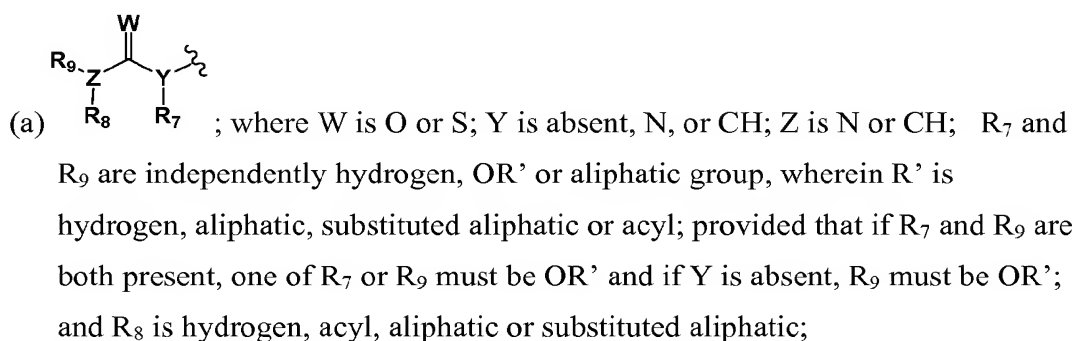 W
R₉ Z Y
R₈ R₇
(a) ; where W is O or S; Y is absent, N, or CH; Z is N or CH; R₇ and
R₉ are independently hydrogen, OR’ or aliphatic group, wherein R’ is
hydrogen, aliphatic, substituted aliphatic or acyl; provided that if R₇ and R₉ are
both present, one of R₇ or R₉ must be OR’ and if Y is absent, R₉ must be OR’;
and R₈ is hydrogen, acyl, aliphatic or substituted aliphatic;